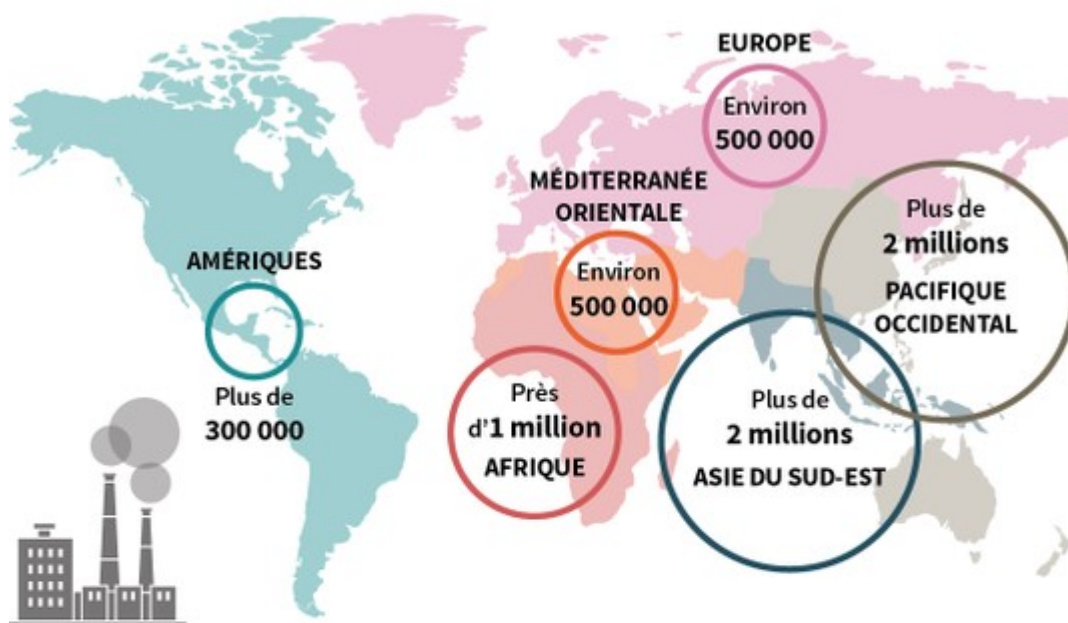 EUROPE
Environ
500 000
MÉDITERRANÉE
ORIENTALE
Environ
500 000
Plus de
2 millions
PACIFIQUE
OCCIDENTAL
AMÉRIQUES
Plus de
300 000
Près
d'1 million
AFRIQUE
Plus de
2 millions
ASIE DU SUD-EST